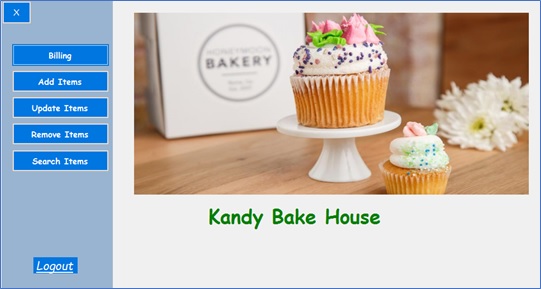 X
Billing
Add Items
Update Items
Remove Items
Search Items
Logout
HONEYMOON
BAKERY
Kandy Bake House